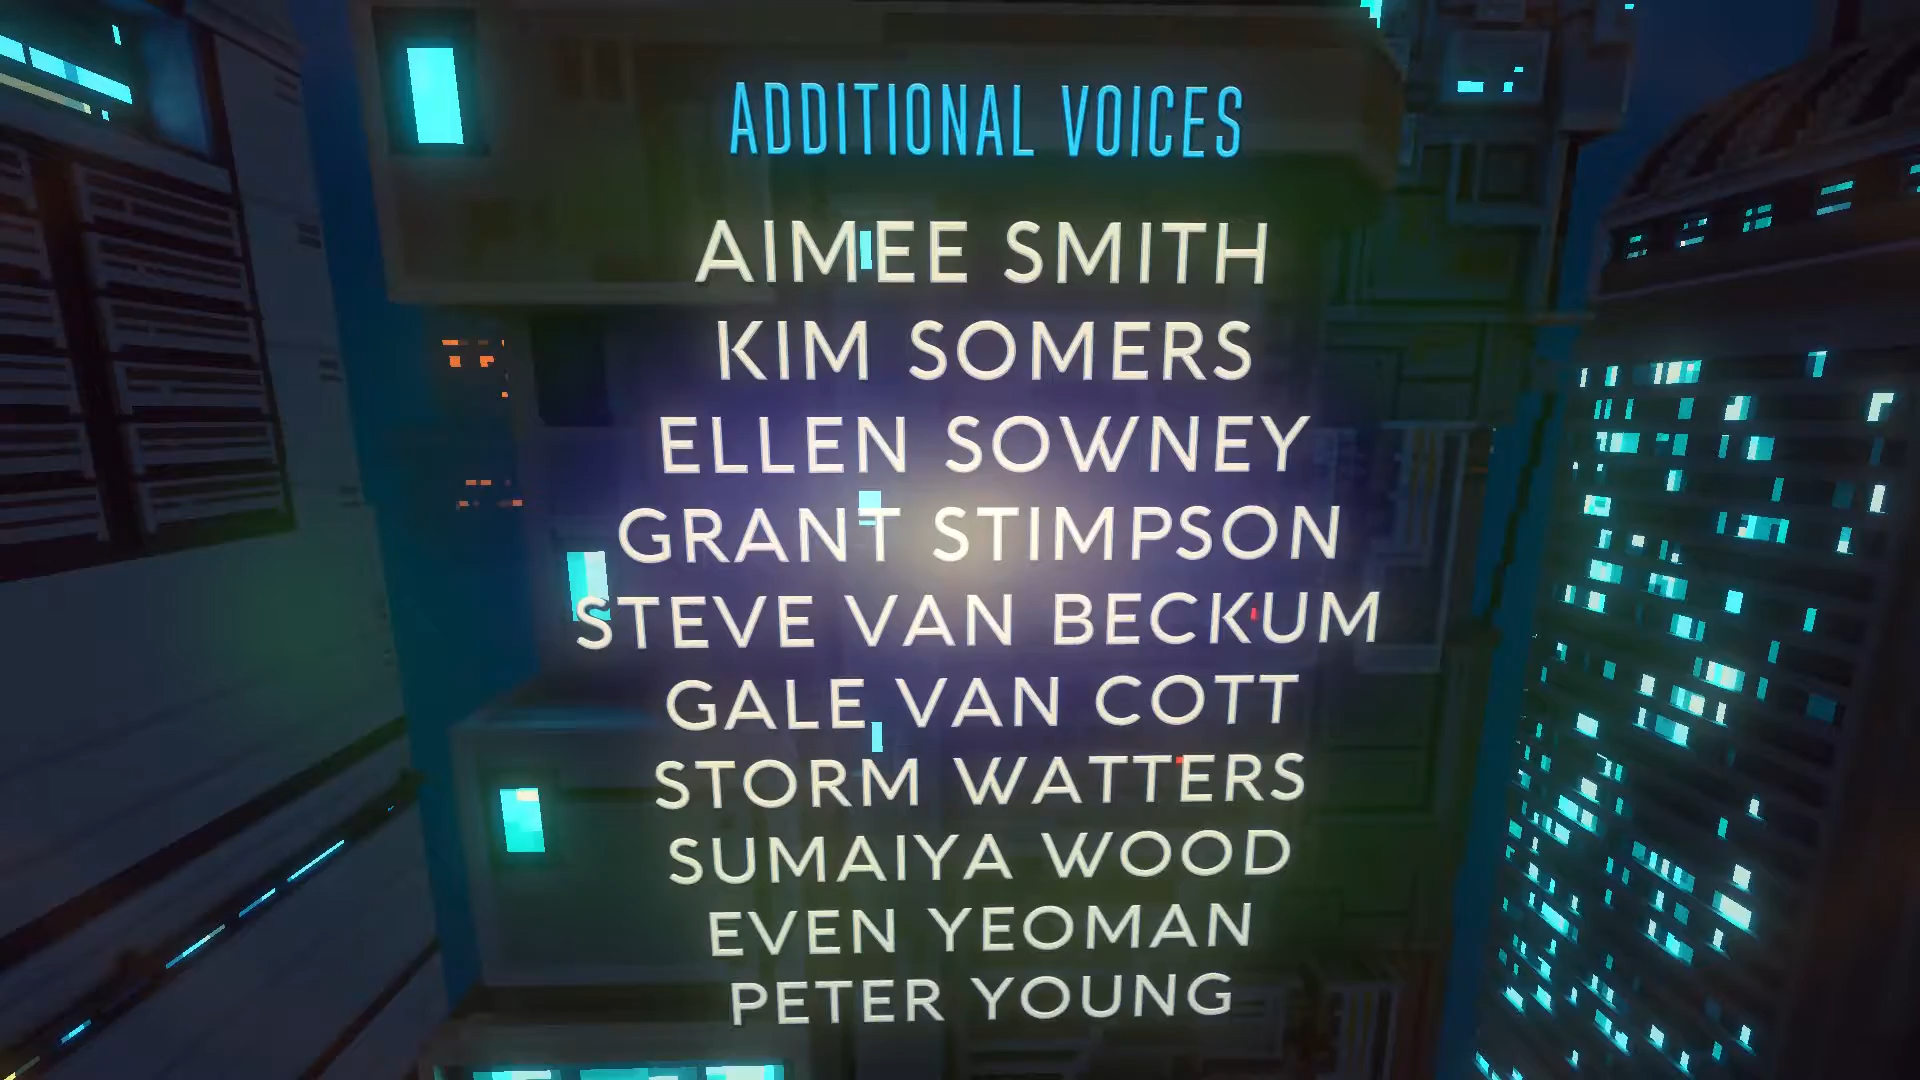 ADDITIONAL VOICES
AIMEE SMITH
KIM SOMERS
ELLEN SOWNEY
GRANT STIMPSON
STEVE VAN BECKUM
GALE VAN COTT
STORM WATTERS
SUMAIYA WOOD
EVEN YEOMAN
PETER YOUNG